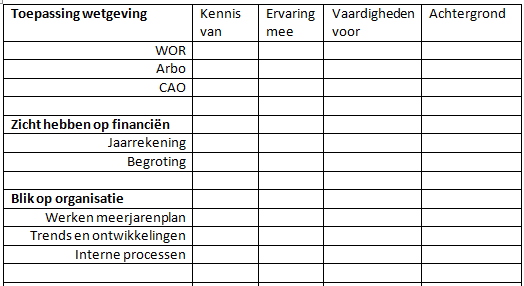 Toepassing wetgeving Kennis van Ervaring mee Vaardigheden voor Achtergrond
WOR
Arbo
CAO
Zicht hebben op financiën
Jaarrekening
Begroting
Blik op organisatie
Werken meerjarenplan
Trends en ontwikkelingen
Interne processen